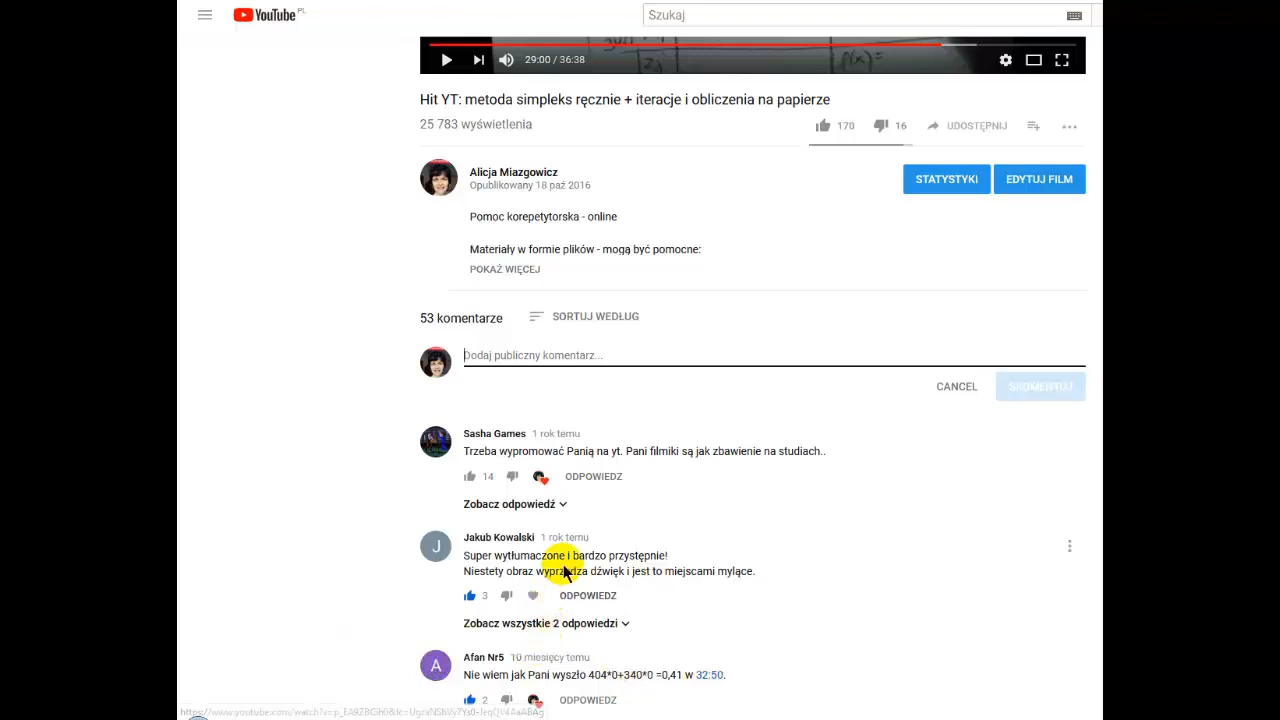 YouTube PL
Szukaj
f(x)=
29:00 / 36:38
Hit YT: metoda simpleks ręcznie + iteracje i obliczenia na papierze
25 783 wyświetlenia
170
16
UDOSTĘPNIJ
Alicja Miazgowicz
Opublikowany 18 paź 2016
STATYSTYKI
EDYTUJ FILM
Pomoc korepetytorska - online
Materiały w formie plików - mogą być pomocne:
POKAŻ WIĘCEJ
53 komentarze
SORTUJ WEDŁUG
Dodaj publiczny komentarz...
CANCEL
SKOMENTUJ
Sasha Games 1 rok temu
Trzeba wypromować Panią na yt. Pani filmiki są jak zbawienie na studiach..
14
ODPOWIEDZ
Zobacz odpowiedź
J
Jakub Kowalski 1 rok temu
Super wytłumaczone i bardzo przystępnie!
Niestety obraz wyprzedza dźwięk i jest to miejscami mylące.
3
ODPOWIEDZ
Zobacz wszystkie 2 odpowiedzi
A
Afan Nr5 10 miesięcy temu
Nie wiem jak Pani wyszło 404*0+340*0 =0,41 w 32:50.
2
ODPOWIEDZ